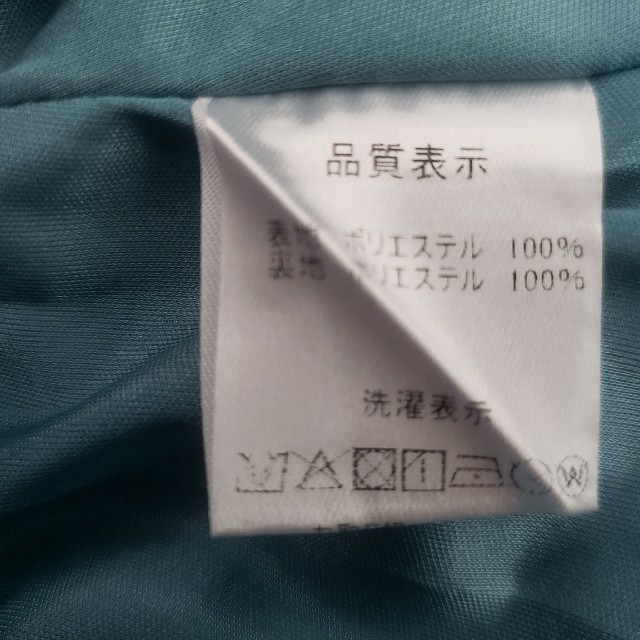 品質表示
表地 ポリエステル 100%
裏地 ポリエステル 100%
洗濯表示
W